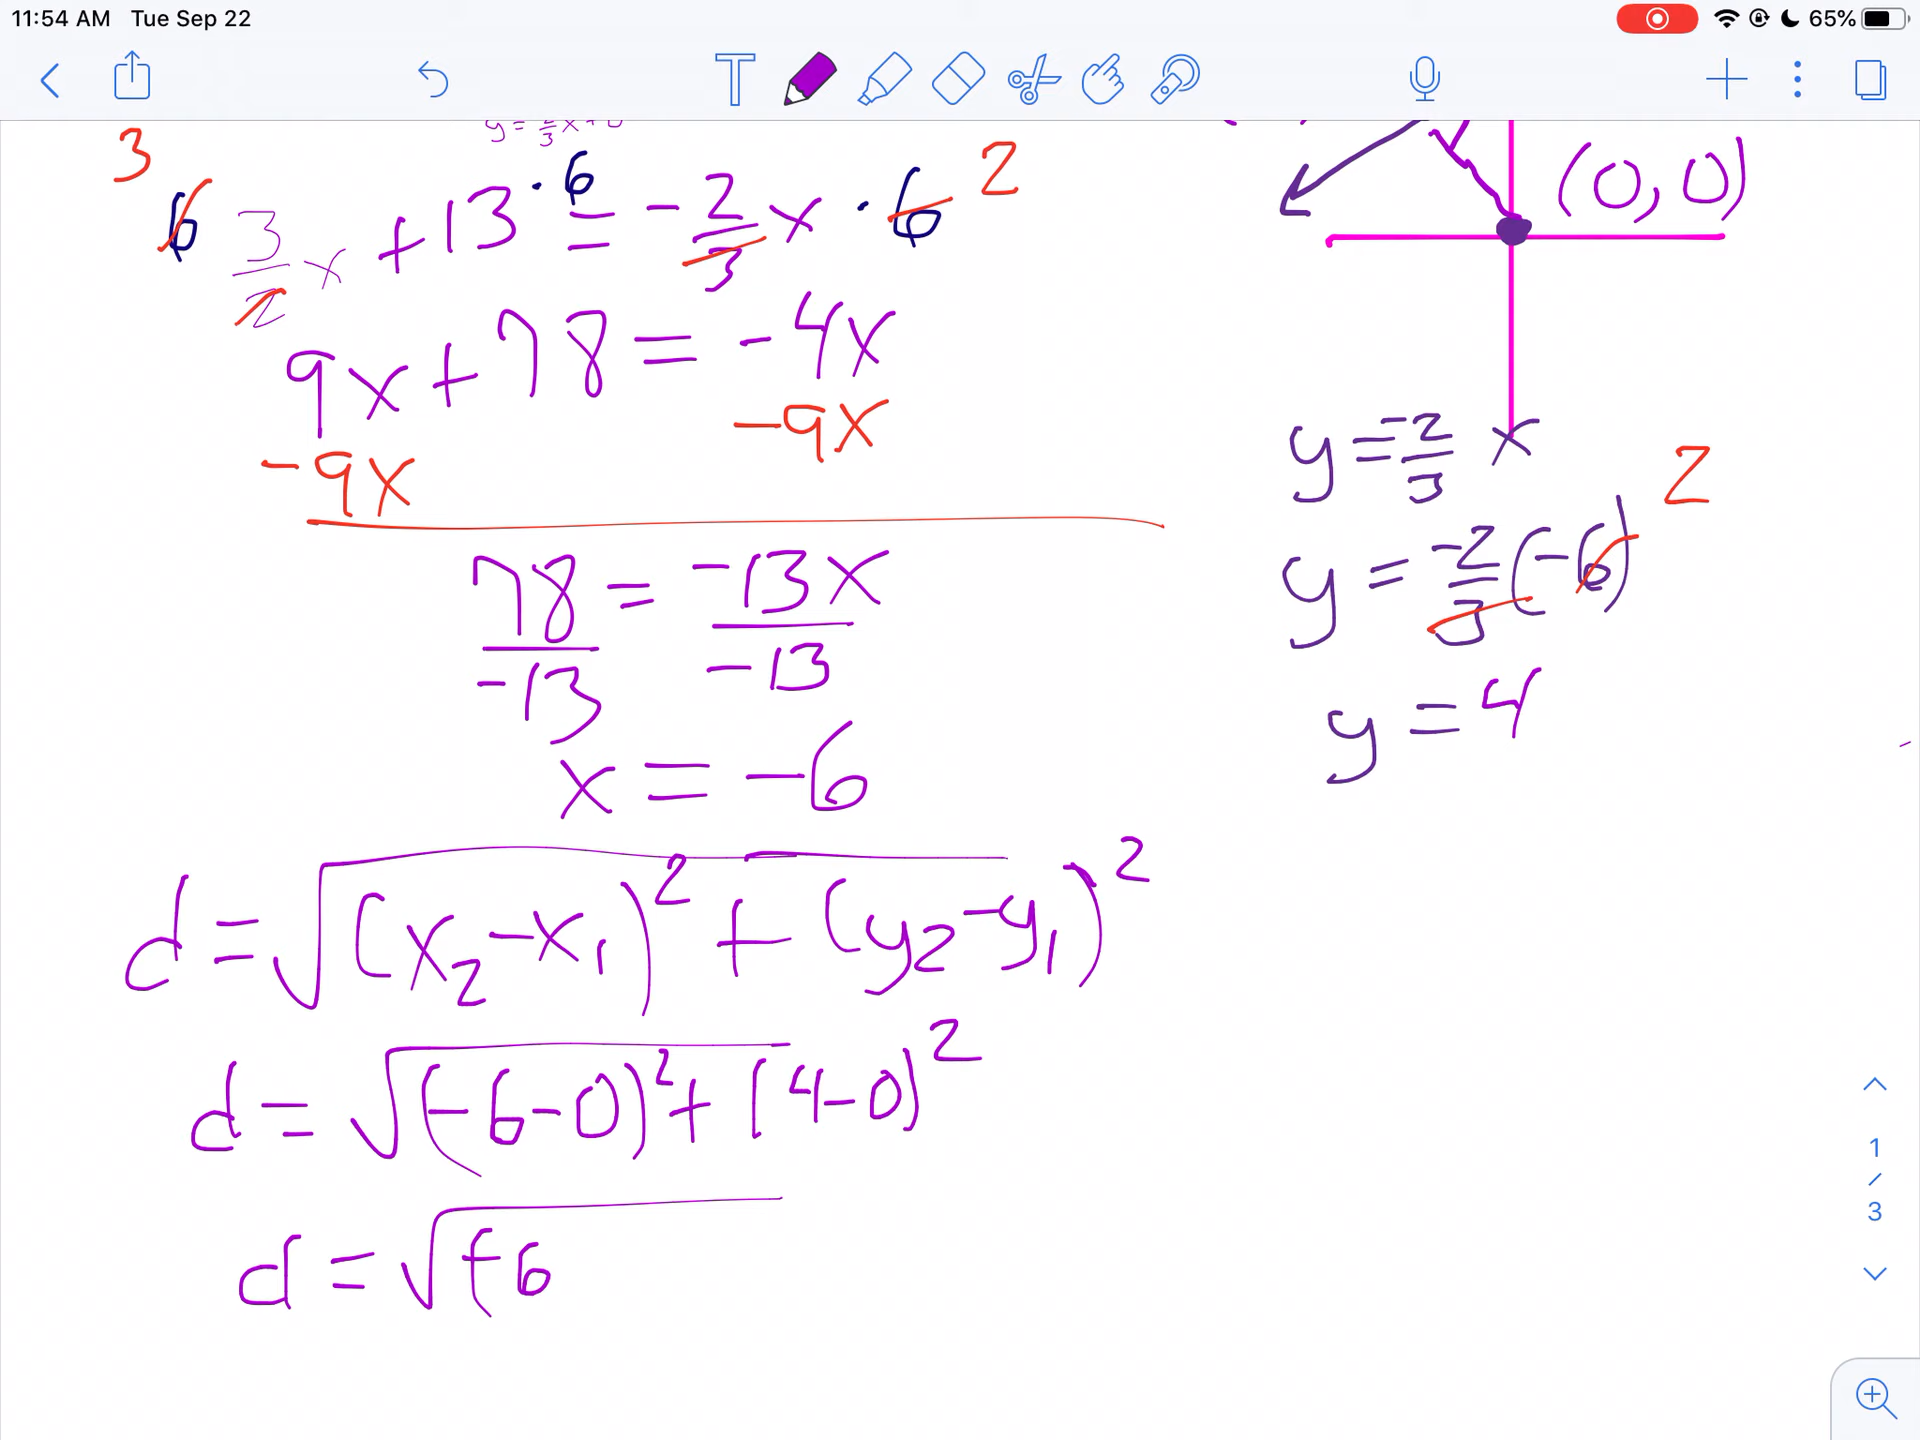 11:54 AM Tue Sep 22 65%
T
3 2
6 3/2 x + 13 · 6 = - 2/3 x · 6
(0, 0)
9x + 78 = -4x
-9x -9x
78 = -13x
-13 -13
x = -6
y = -2/3 x
y = -2/3 (-6) 2
y = 4
d = √(x₂-x₁)² + (y₂-y₁)²
d = √(-6-0)² + (4-0)²
d = √(-6
1
/
3